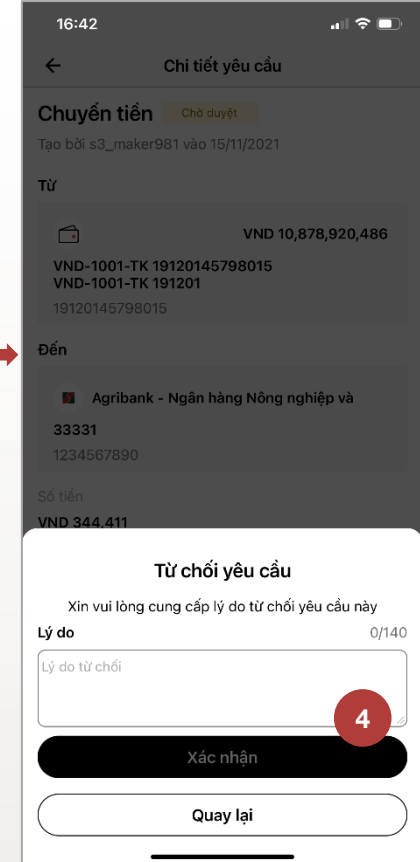 16:42
Chi tiết yêu cầu
Chuyển tiền Chờ duyệt
Tạo bởi s3_maker981 vào 15/11/2021
Từ
VND 10,878,920,486
VND-1001-TK 19120145798015
VND-1001-TK 191201
19120145798015
Đến
Agribank - Ngân hàng Nông nghiệp và
33331
1234567890
Số tiền
VND 344,411
Từ chối yêu cầu
Xin vui lòng cung cấp lý do từ chối yêu cầu này
Lý do 0/140
Lý do từ chối
4
Xác nhận
Quay lại